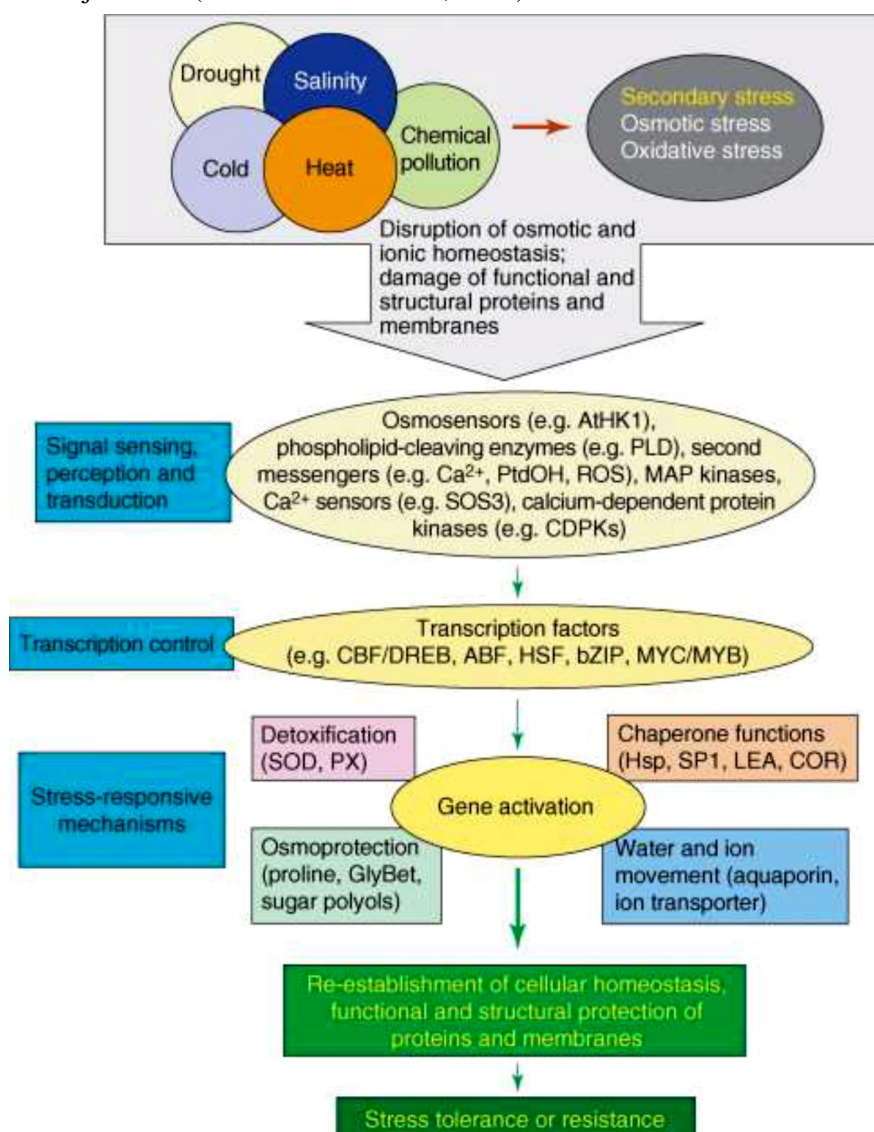 Drought
Salinity
Cold
Heat
Chemical
pollution
Secondary stress
Osmotic stress
Oxidative stress
Disruption of osmotic and
ionic homeostasis;
damage of functional and
structural proteins and
membranes
Signal sensing,
perception and
transduction
Osmosensors (e.g. AtHK1),
phospholipid-cleaving enzymes (e.g. PLD), second
messengers (e.g. Ca²⁺, PtdOH, ROS), MAP kinases,
Ca²⁺ sensors (e.g. SOS3), calcium-dependent protein
kinases (e.g. CDPKs)
Transcription control
Transcription factors
(e.g. CBF/DREB, ABF, HSF, bZIP, MYC/MYB)
Detoxification
(SOD, PX)
Chaperone functions
(Hsp, SP1, LEA, COR)
Stress-responsive
mechanisms
Gene activation
Osmoprotection
(proline, GlyBet,
sugar polyols)
Water and ion
movement (aquaporin,
ion transporter)
Re-establishment of cellular homeostasis,
functional and structural protection of
proteins and membranes
Stress tolerance or resistance